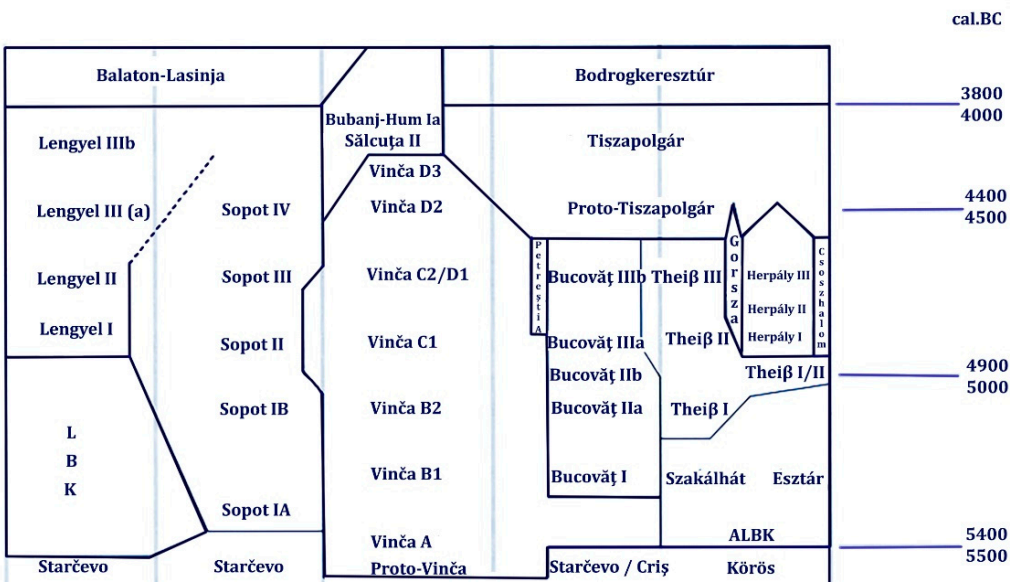 cal.BC
Balaton-Lasinja
Bodrogkeresztúr
3800
4000
Bubanj-Hum Ia
Sălcuţa II
Lengyel IIIb
Tiszapolgár
Vinča D3
Lengyel III (a)
Sopot IV
Vinča D2
Proto-Tiszapolgár
4400
4500
Petreşti A
Gorsza
Csoszhalom
Lengyel II
Sopot III
Vinča C2/D1
Bucovăţ IIIb
Theiβ III
Herpály III
Herpály II
Lengyel I
Sopot II
Vinča C1
Bucovăţ IIIa
Theiβ II
Herpály I
Bucovăţ IIb
Theiβ I/II
4900
5000
Sopot IB
Vinča B2
Bucovăţ IIa
Theiβ I
L
B
K
Vinča B1
Bucovăţ I
Szakálhát
Esztár
Sopot IA
Vinča A
ALBK
5400
5500
Starčevo
Starčevo
Proto-Vinča
Starčevo / Criş
Körös